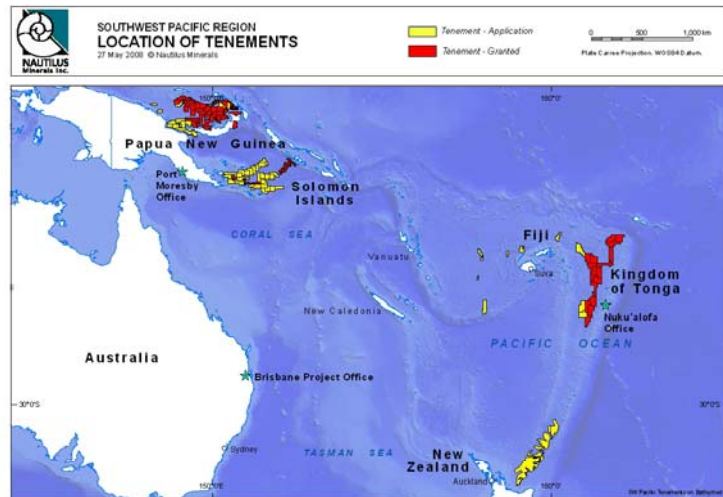 NAUTILUS
Minerals Inc.
SOUTHWEST PACIFIC REGION
LOCATION OF TENEMENTS
27 May 2008 © Nautilus Minerals
Tenement - Application
Tenement - Granted
0
500
1,000
km
Plate Carree Projection, WGS84 Datum.
150°0'E
180°0'
Papua New Guinea
Port
Moresby
Office
Solomon
Islands
CORAL SEA
Vanuatu
Fiji
Suva
Kingdom
of Tonga
New Caledonia
Nuku'alofa
Office
PACIFIC OCEAN
Australia
Brisbane Project Office
30°0'S
30°0'S
Sydney
TASMAN SEA
New
Zealand
Auckland
150°0'E
180°0'